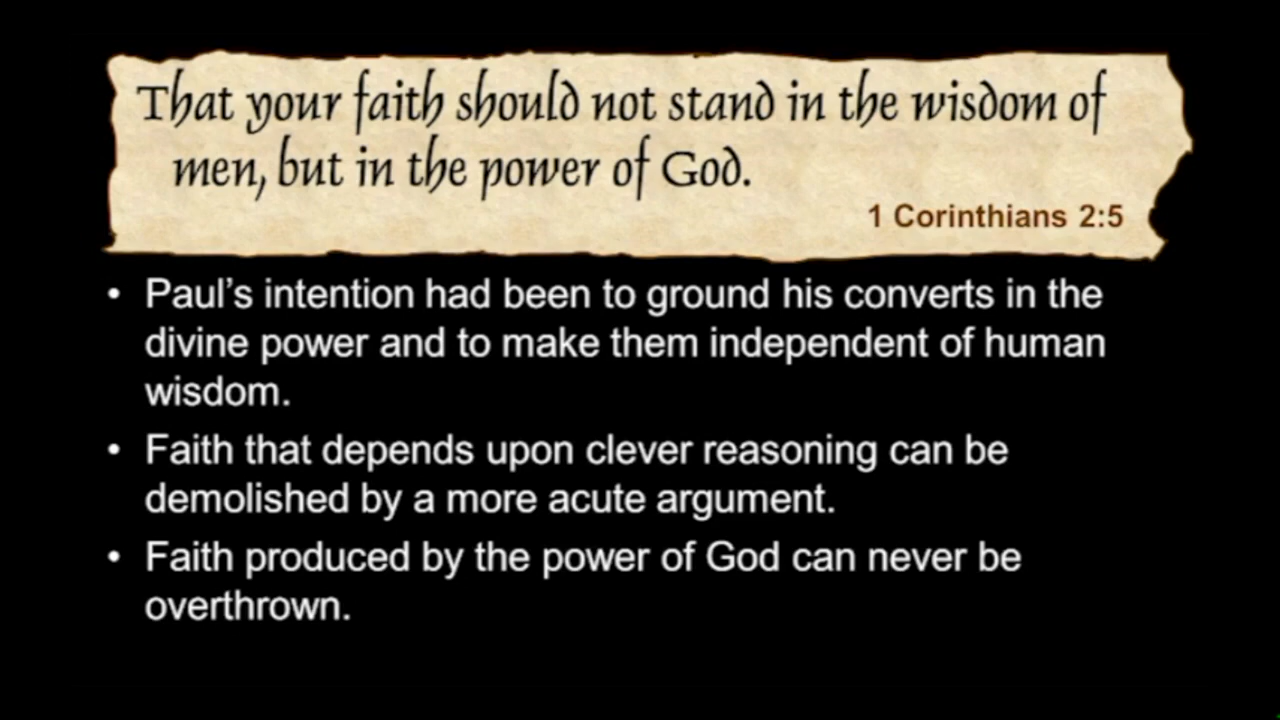 That your faith should not stand in the wisdom of
men, but in the power of God.
1 Corinthians 2:5
• Paul’s intention had been to ground his converts in the
divine power and to make them independent of human
wisdom.
• Faith that depends upon clever reasoning can be
demolished by a more acute argument.
• Faith produced by the power of God can never be
overthrown.